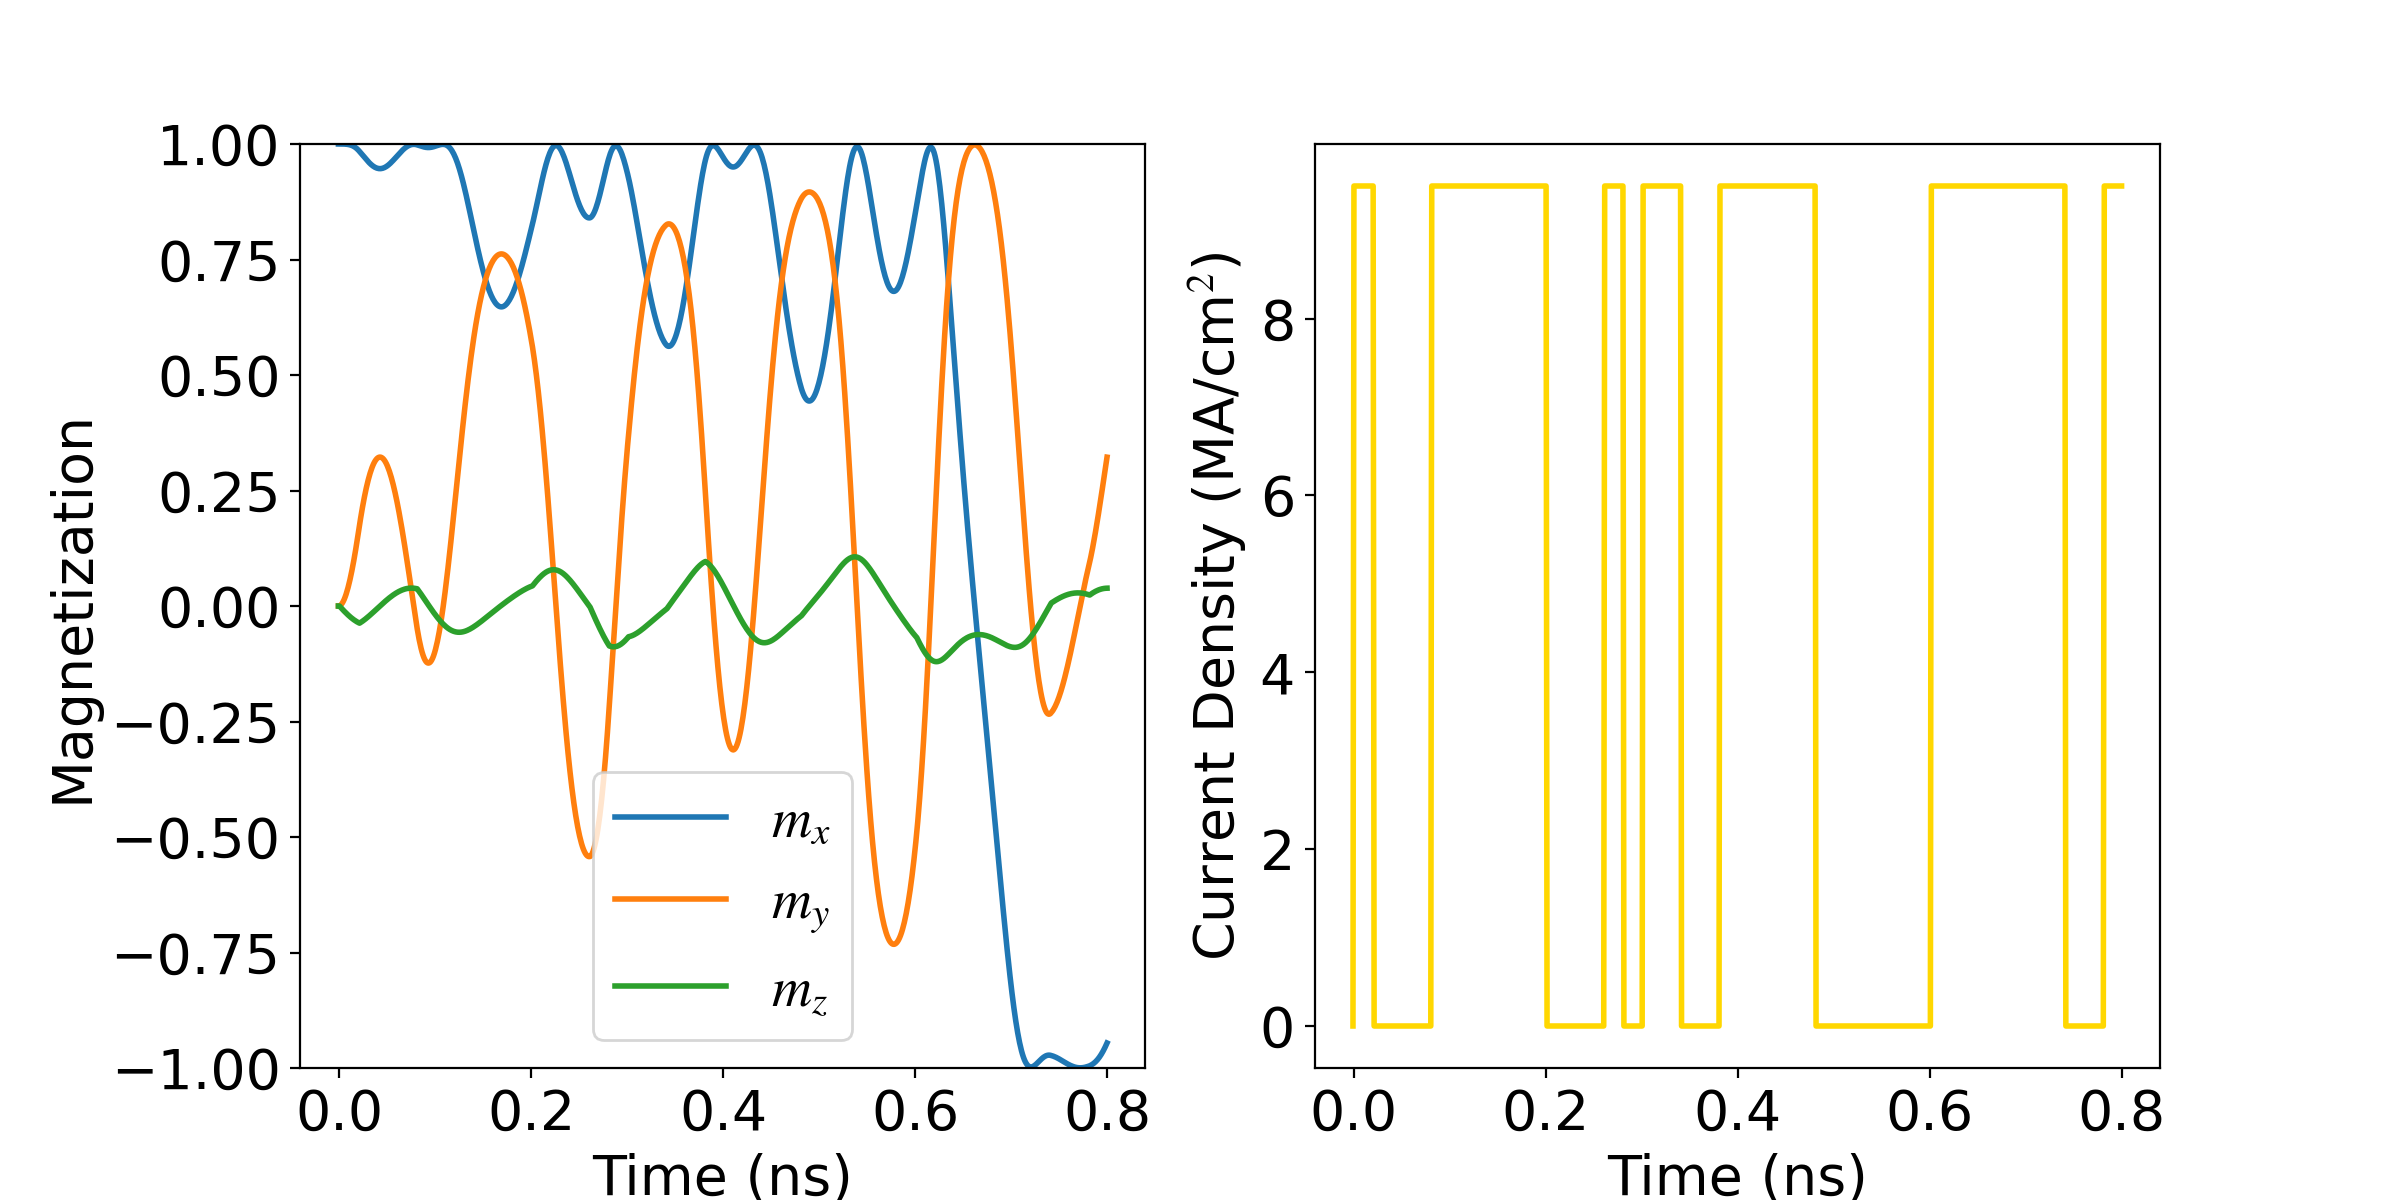 Magnetization
1.00
0.75
0.50
0.25
0.00
−0.25
−0.50
−0.75
−1.00
0.0 0.2 0.4 0.6 0.8
Time (ns)
m_x
m_y
m_z
Current Density (MA/cm²)
8
6
4
2
0
0.0 0.2 0.4 0.6 0.8
Time (ns)